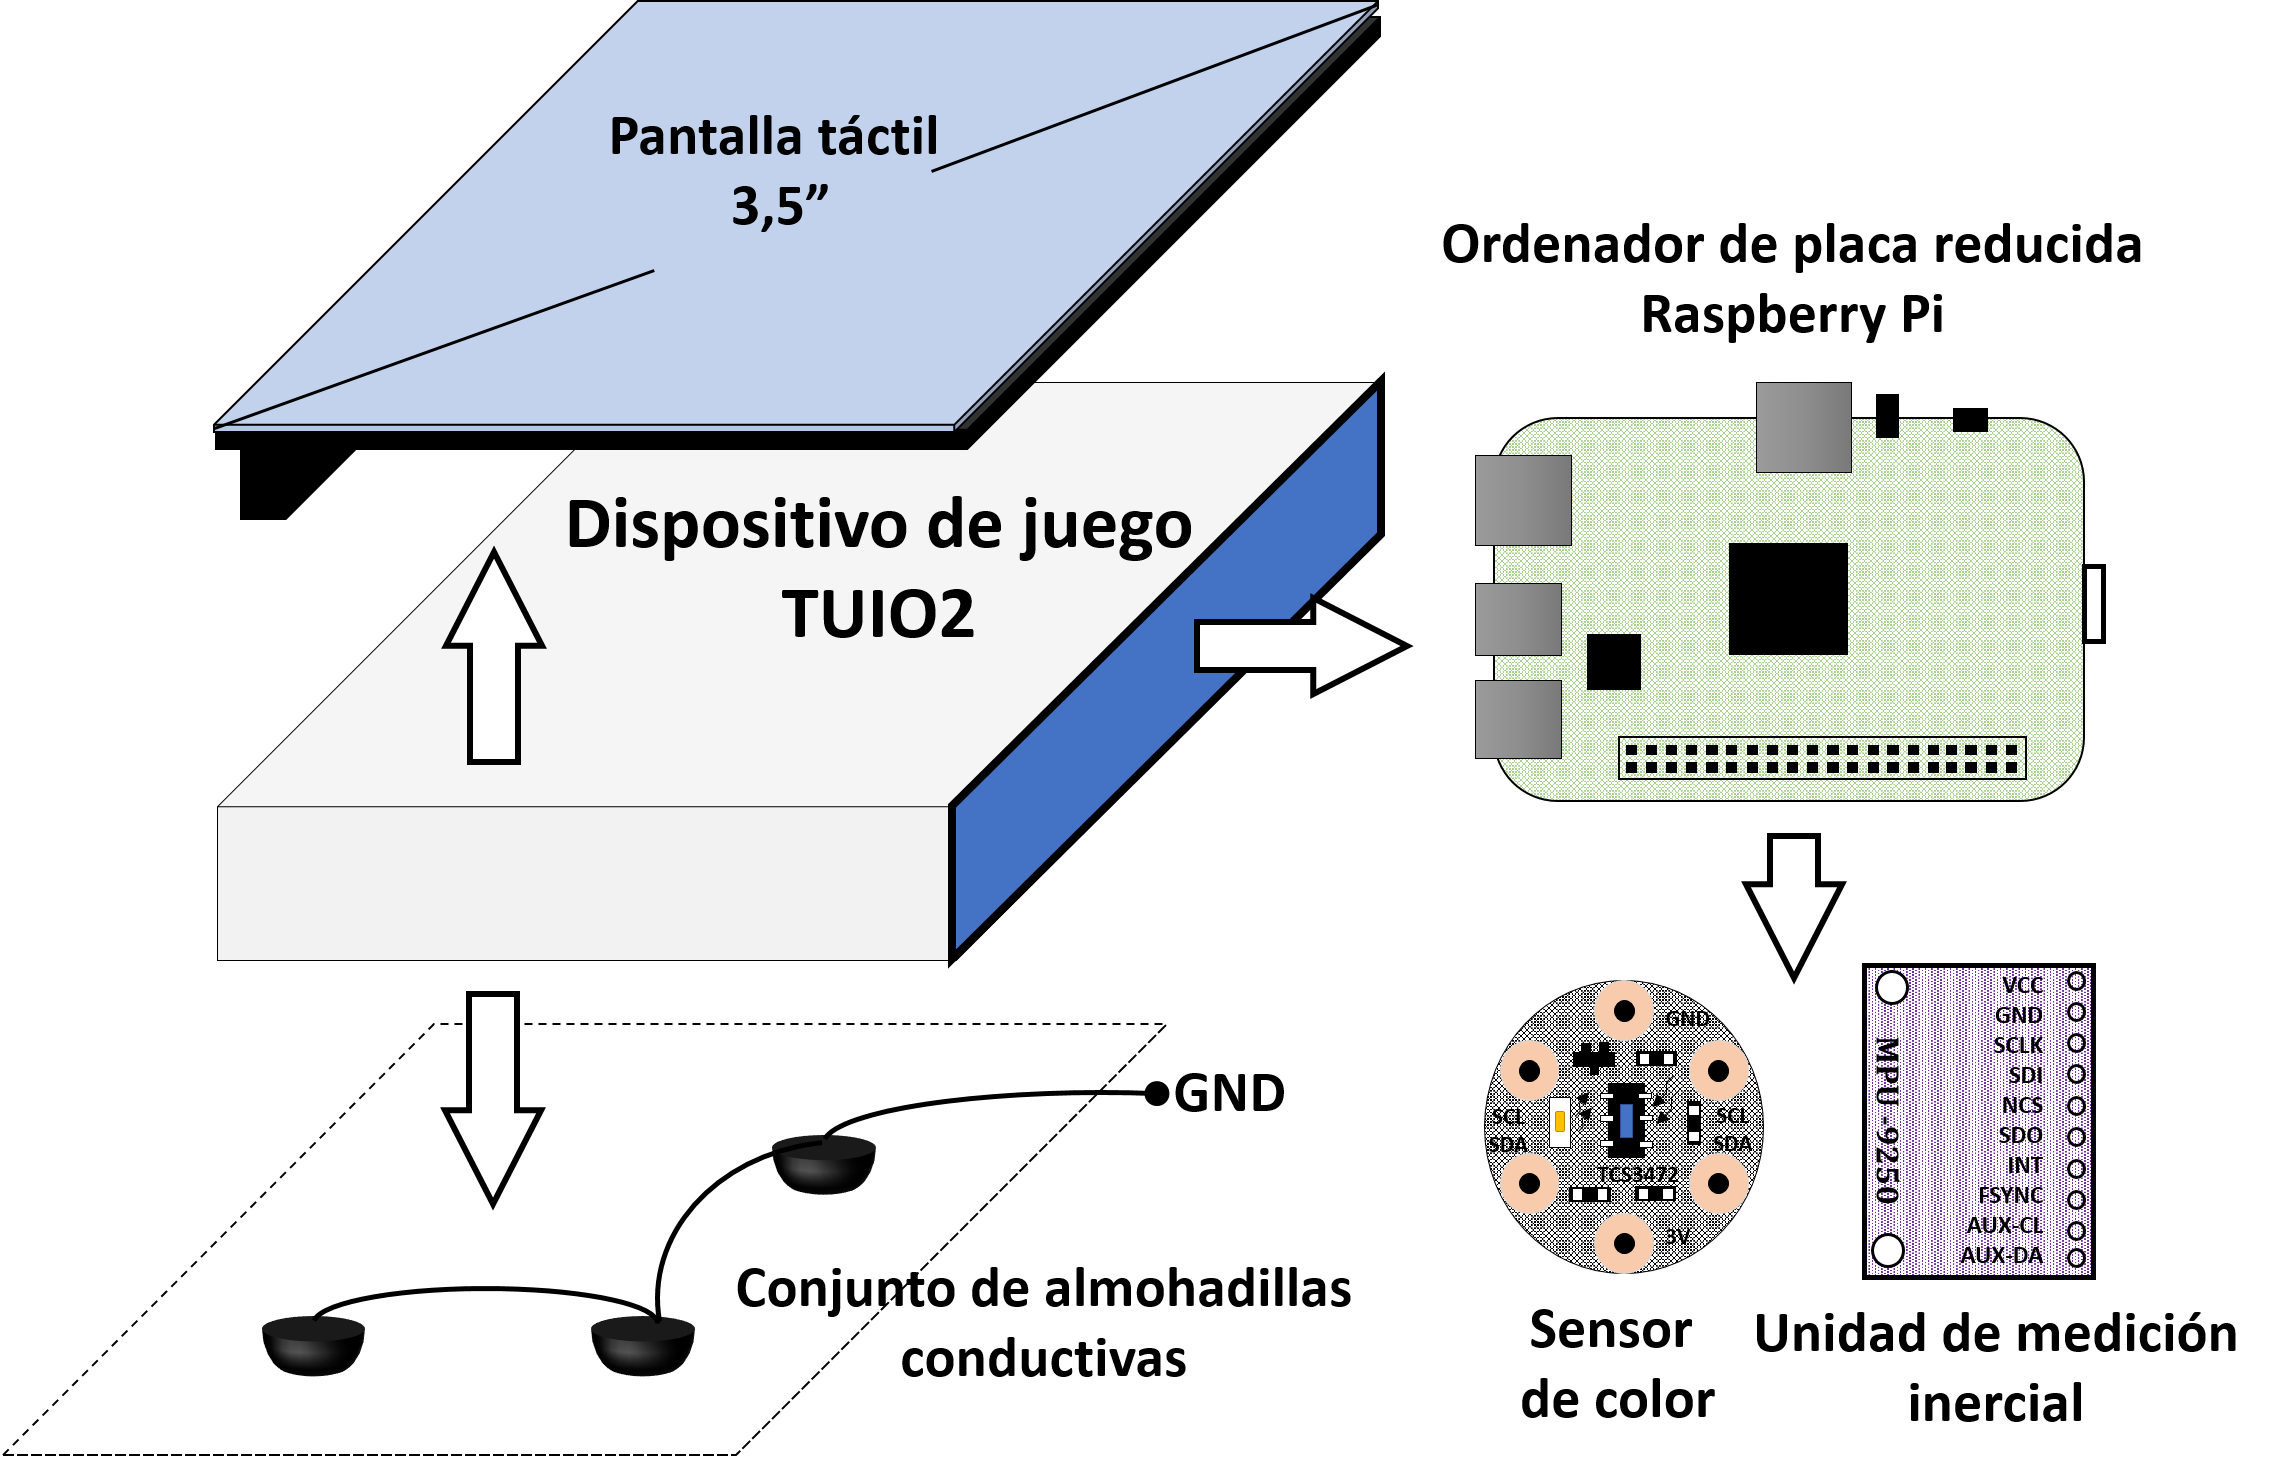 Pantalla táctil
3,5”
Ordenador de placa reducida
Raspberry Pi
Dispositivo de juego
TUIO2
GND
Conjunto de almohadillas
conductivas
GND
SCL
SDA
SCL
SDA
TCS3472
3V
Sensor
de color
MPU-9250
VCC
GND
SCLK
SDI
NCS
SDO
INT
FSYNC
AUX-CL
AUX-DA
Unidad de medición
inercial